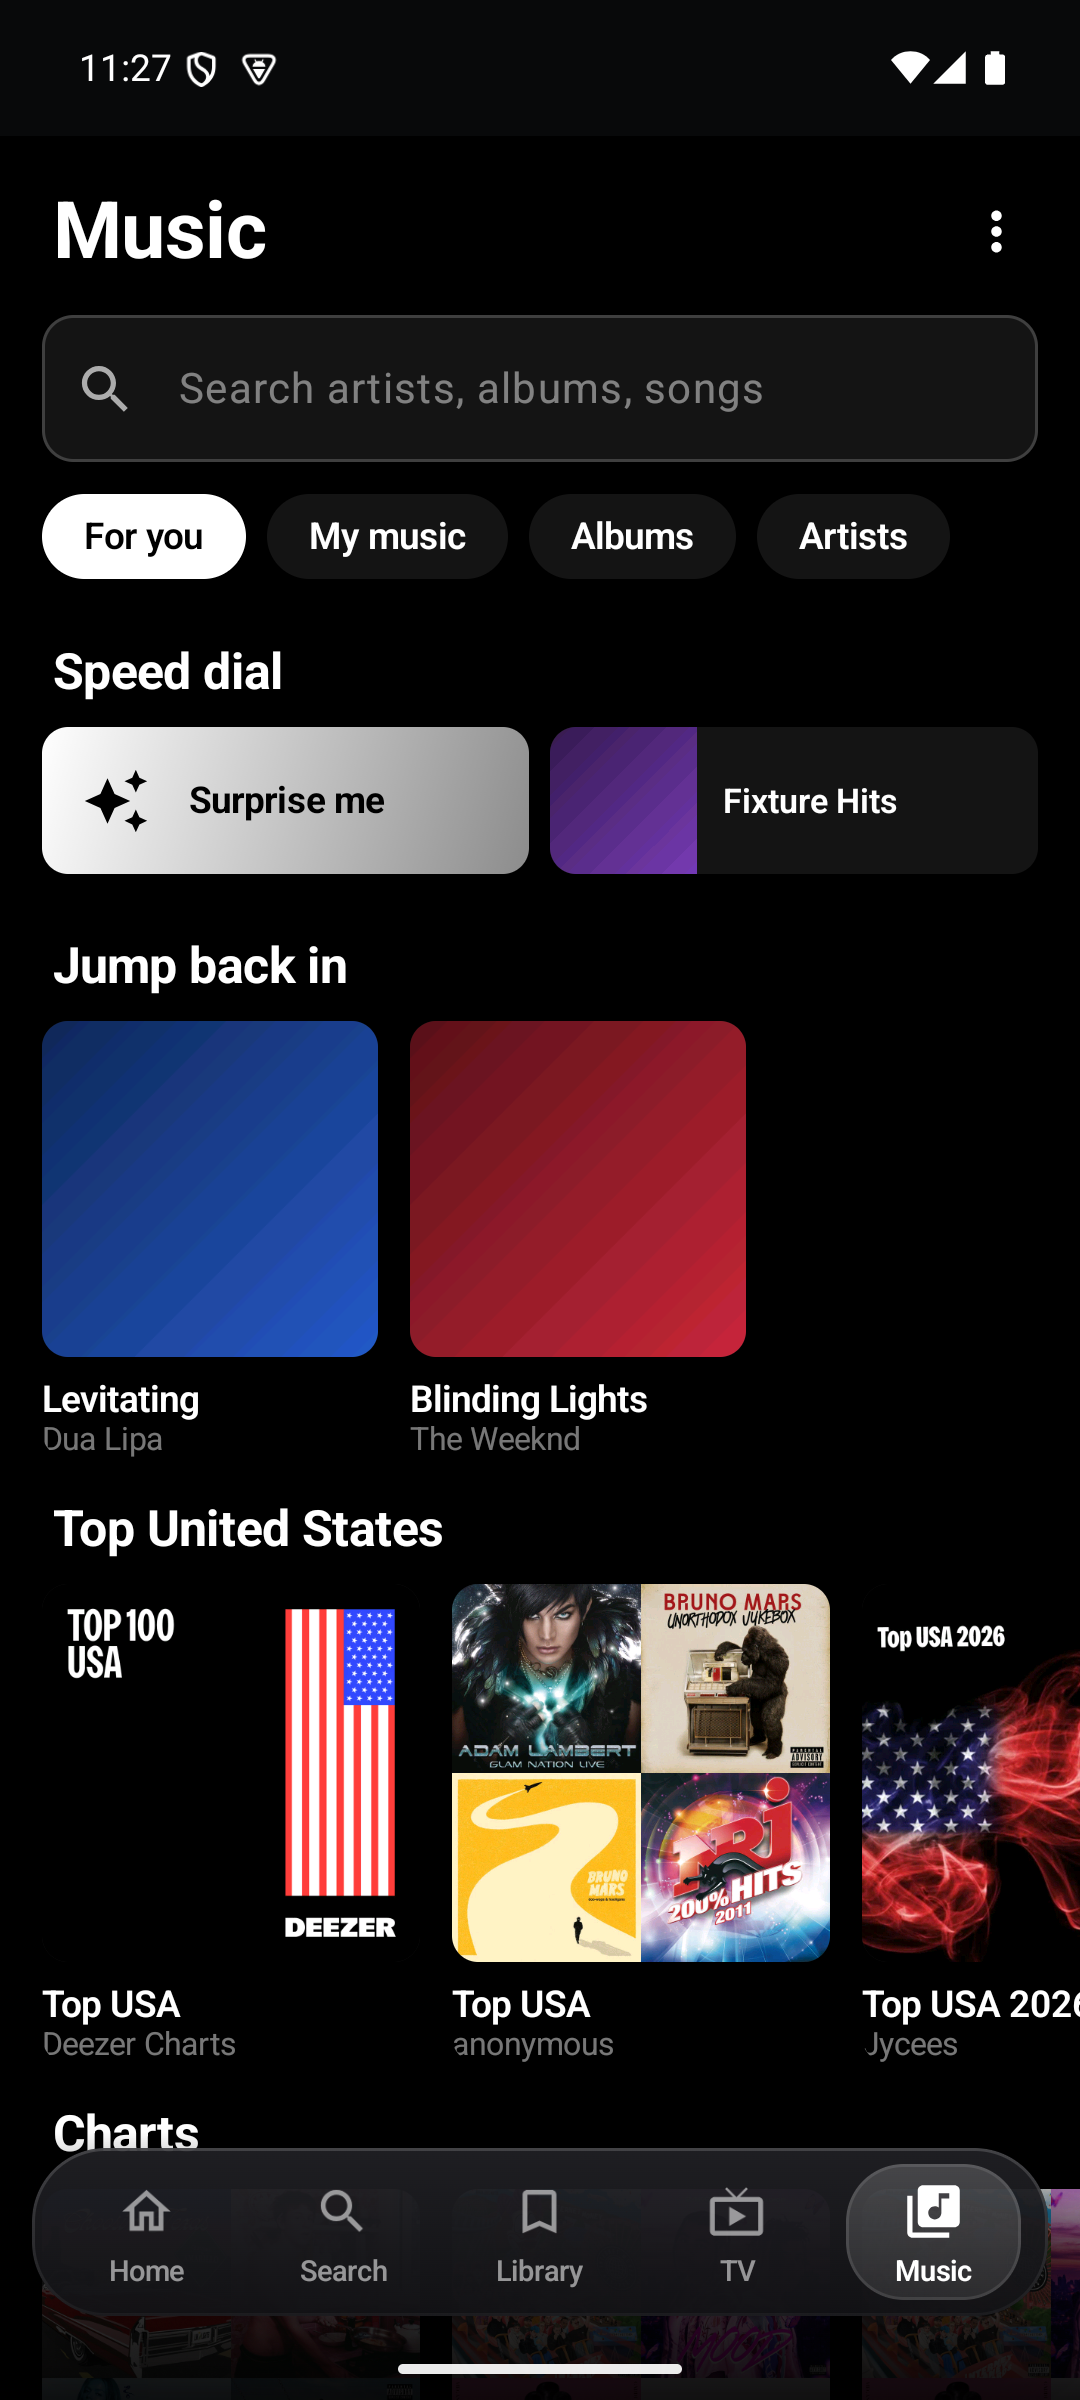 11:27
Music
Search artists, albums, songs
For you
My music
Albums
Artists
Speed dial
Surprise me
Fixture Hits
Jump back in
Levitating
Dua Lipa
Blinding Lights
The Weeknd
Top United States
TOP 100
USA
DEEZER
ADAM LAMBERT
GLAM NATION LIVE
BRUNO MARS
UNORTHODOX JUKEBOX
BRUNO
MARS
NRJ
200% HITS
2011
Top USA 2026
Top USA
Deezer Charts
Top USA
anonymous
Top USA 2026
Jycees
Charts
Home
Search
Library
TV
Music